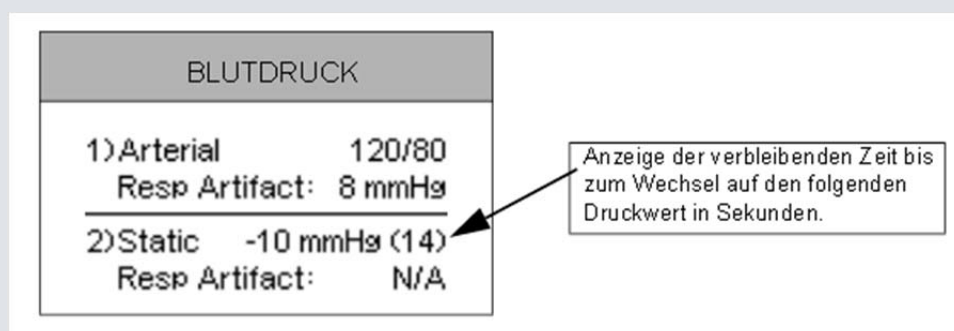 BLUTDRUCK
1) Arterial 120/80
Resp Artifact: 8 mmHg
2) Static -10 mmHg (14)
Resp Artifact: N/A
Anzeige der verbleibenden Zeit bis
zum Wechsel auf den folgenden
Druckwert in Sekunden.